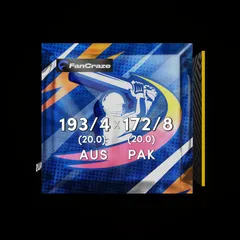 FanCraze
193/4 x 172/8
(20.0) (20.0)
AUS PAK